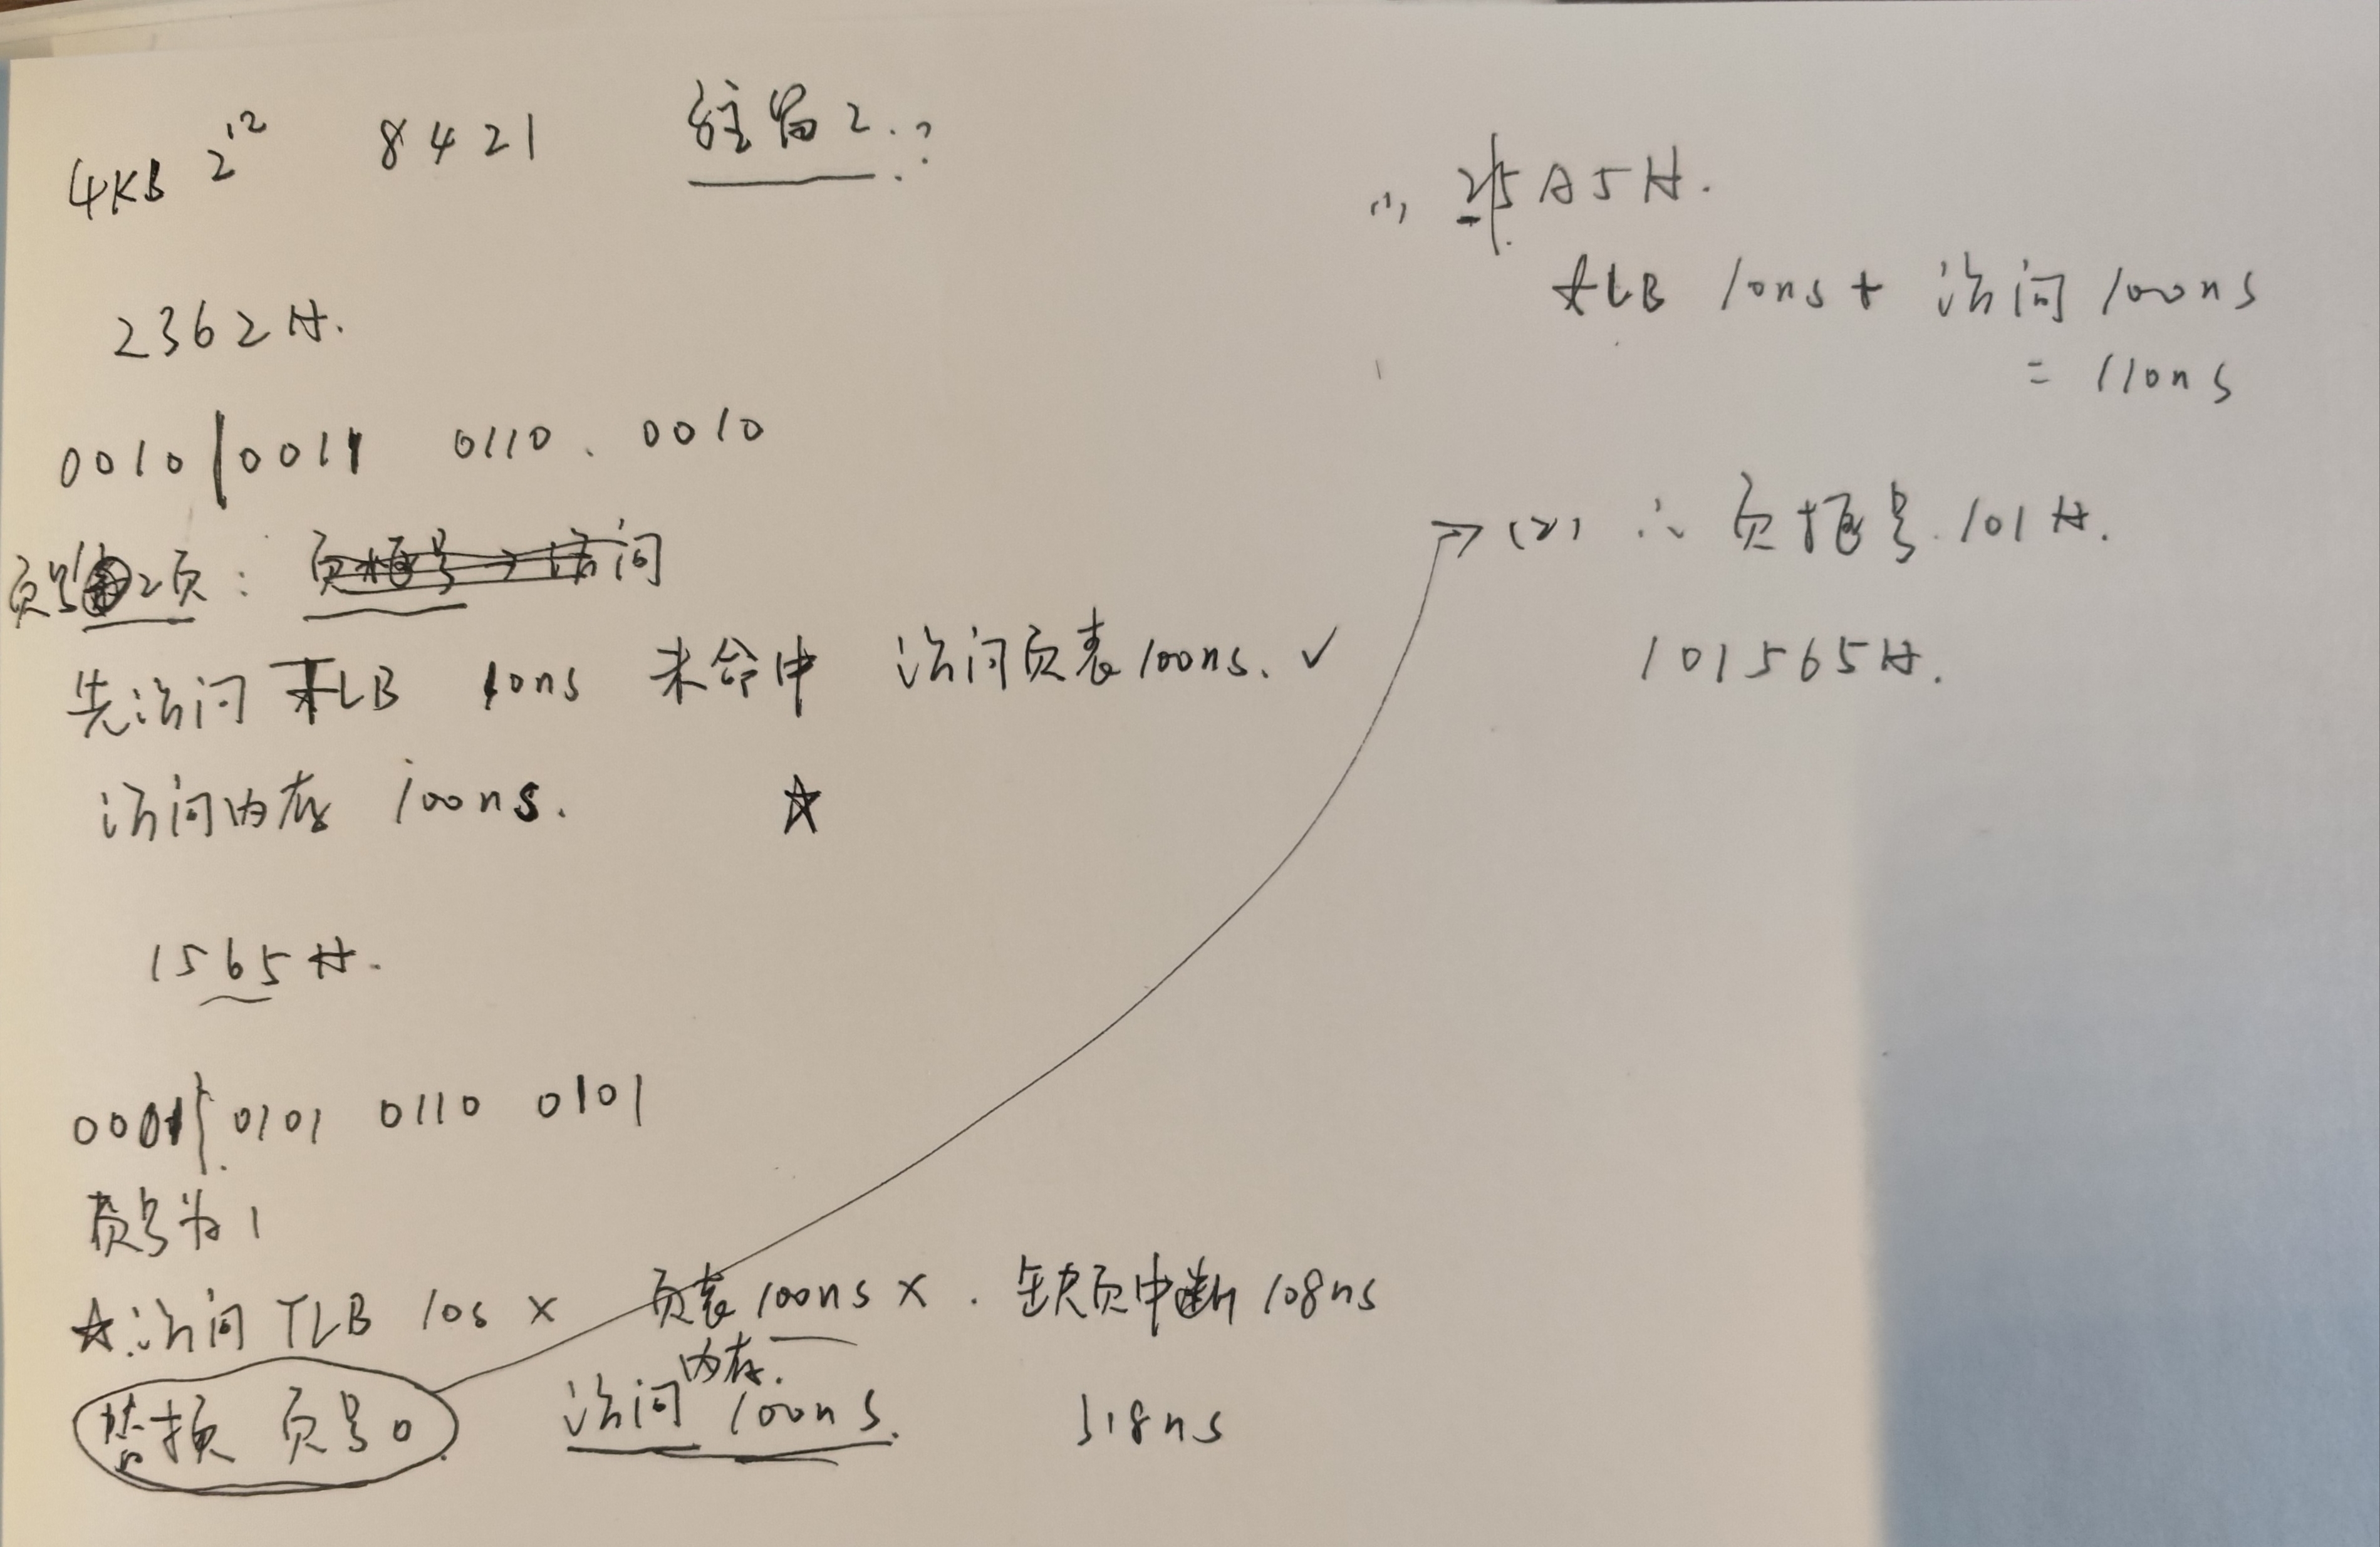 4KB 2^12 8421 驻留2.?
2362H.
0010|0011 0110. 0010
页号2页: 页框号→访问
先访问TLB 10ns 未命中 访问页表100ns. ✓
访问内存 100ns. ☆
1565H.
0001|0101 0110 0101
页号为1
☆访问TLB 10s × 页表100ns ×. 缺页中断 108ns
替换 页号0 访问内存. 100ns. 318ns
(1) 25A5H.
TLB 10ns + 访问100ns
= 110ns
→(2) ∴ 页框号.101H.
101565H.